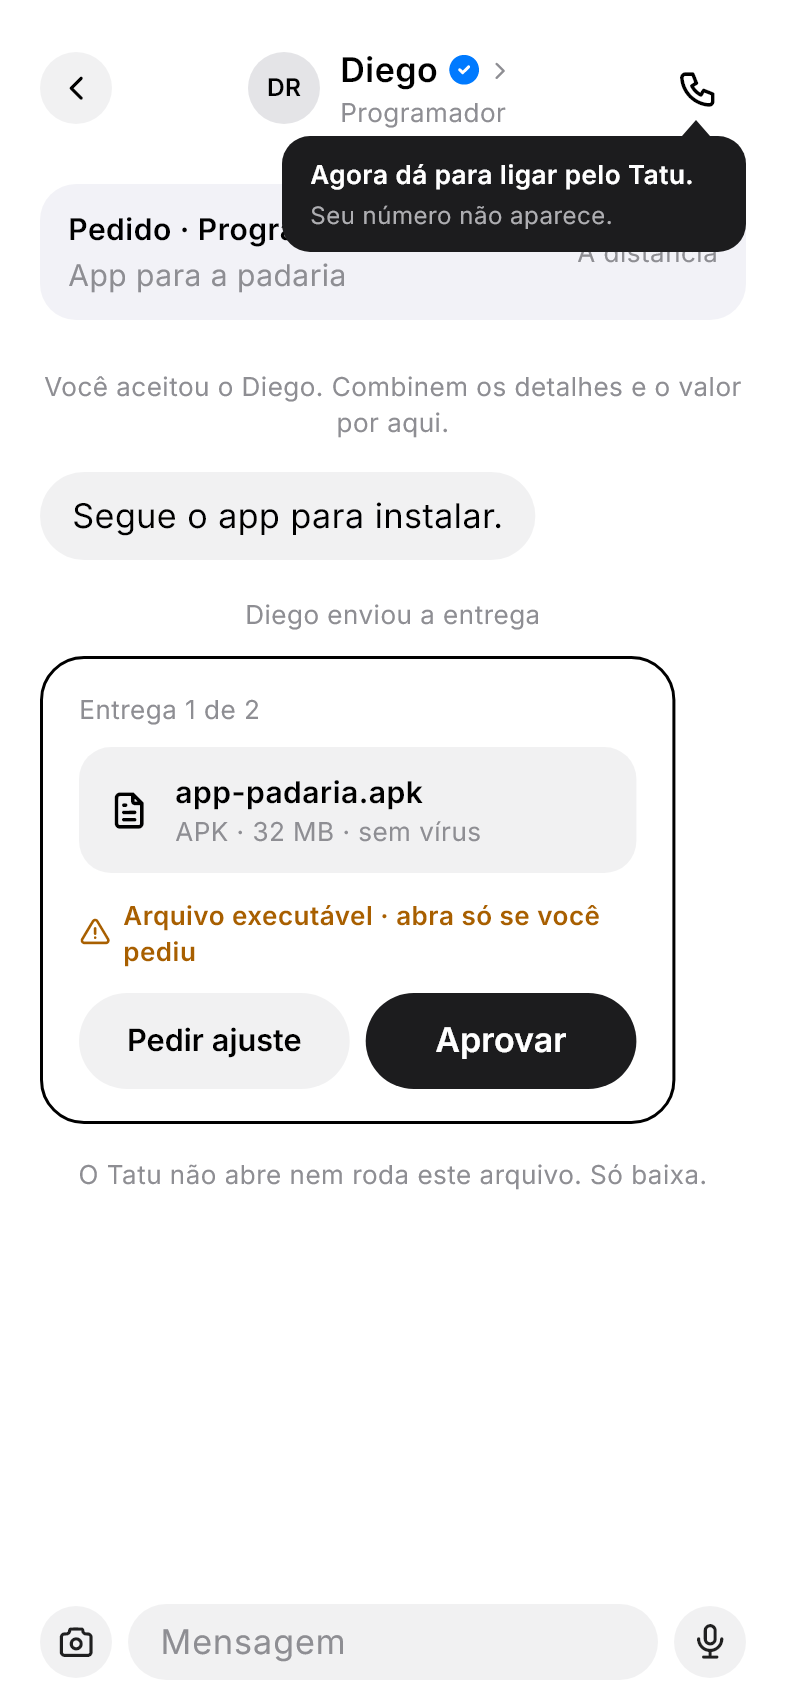 DR
Diego
Programador
Agora dá para ligar pelo Tatu.
Seu número não aparece.
Pedido ·
App para a padaria
Você aceitou o Diego. Combinem os detalhes e o valor
por aqui.
Segue o app para instalar.
Diego enviou a entrega
Entrega 1 de 2
app-padaria.apk
APK · 32 MB · sem vírus
Arquivo executável · abra só se você
pediu
Pedir ajuste
Aprovar
O Tatu não abre nem roda este arquivo. Só baixa.
Mensagem